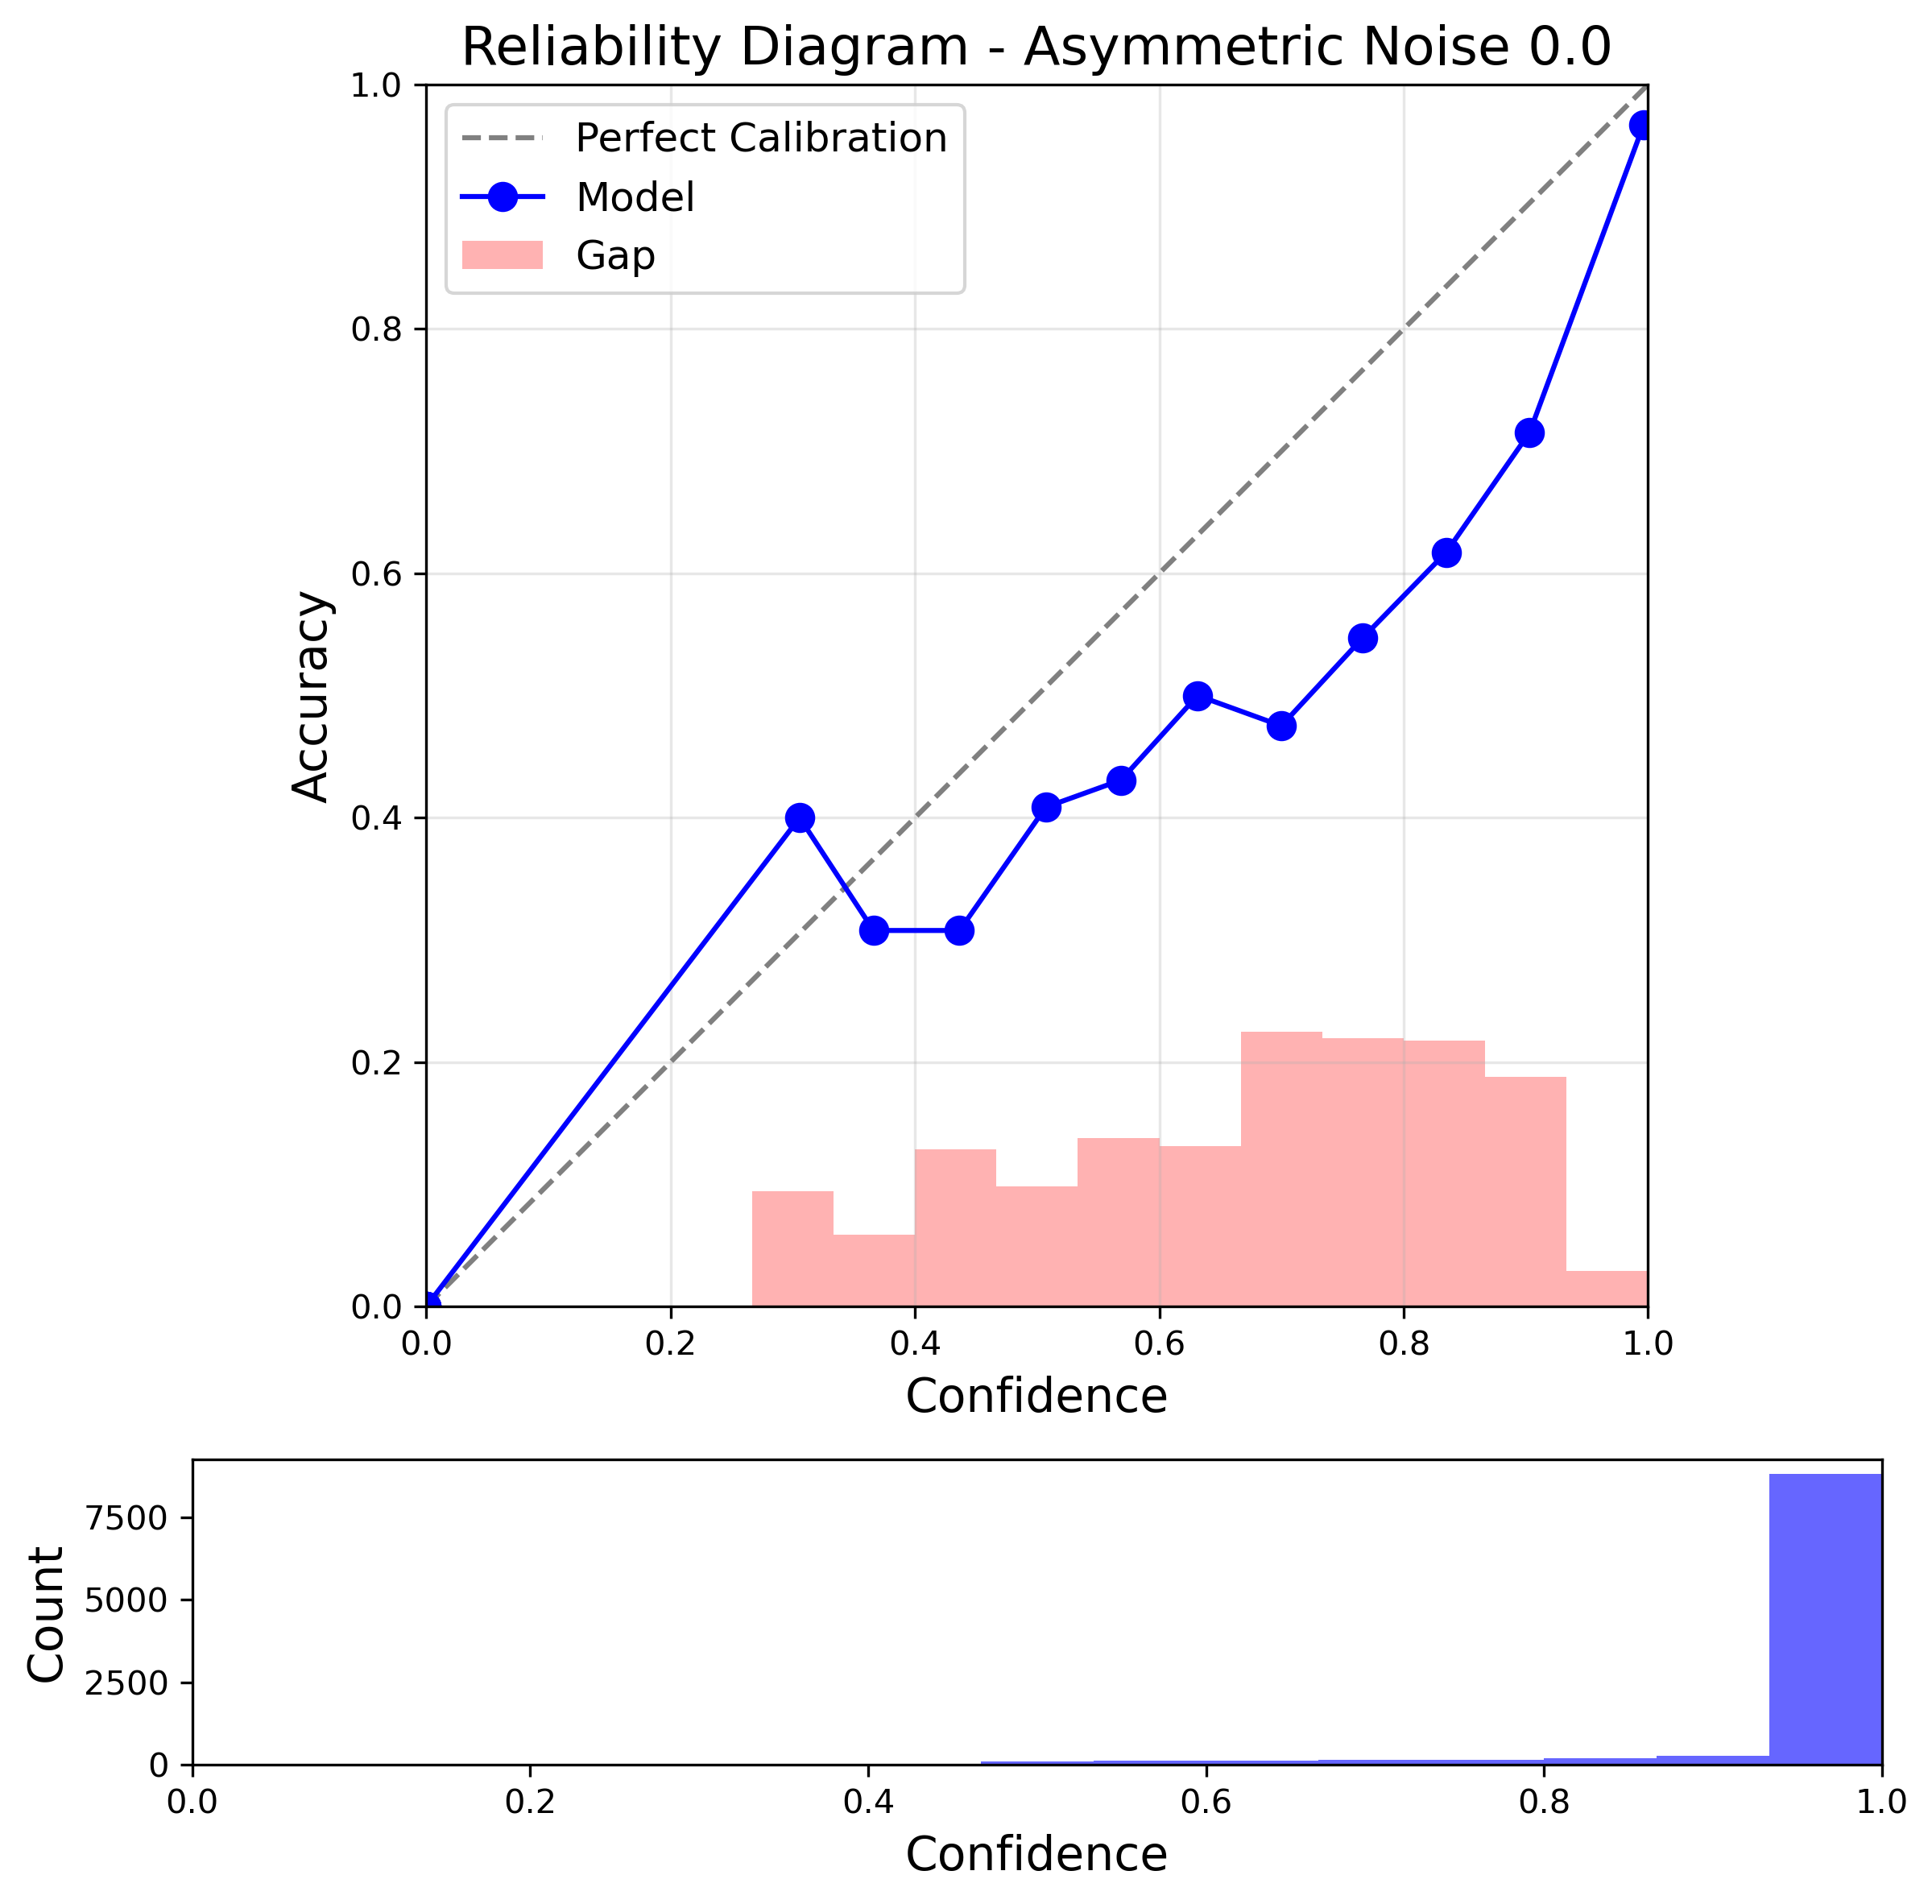 Reliability Diagram - Asymmetric Noise 0.0
1.0
0.8
0.6
0.4
0.2
0.0
Accuracy
Perfect Calibration
Model
Gap
0.0 0.2 0.4 0.6 0.8 1.0
Confidence
7500
5000
2500
0
Count
0.0 0.2 0.4 0.6 0.8 1.0
Confidence